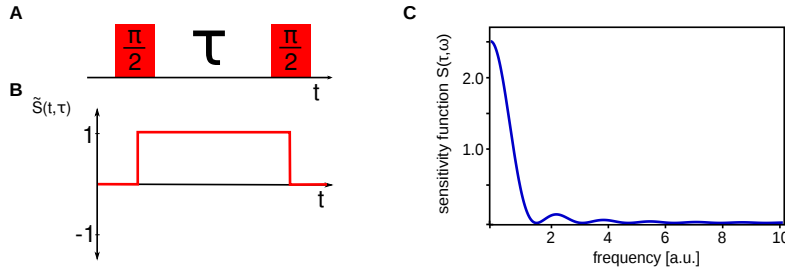 A
π/2 τ π/2
t
B
S̃(t,τ)
1
t
-1
C
sensitivity function S(τ,ω)
2.0
1.0
2 4 6 8 10
frequency [a.u.]